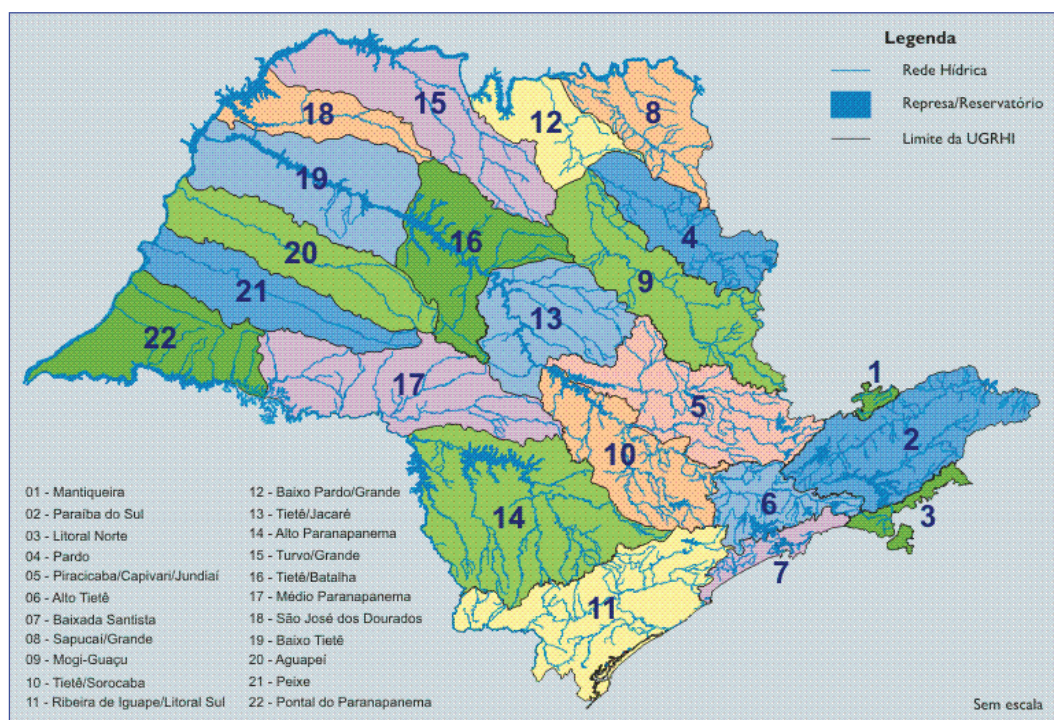 Legenda
Rede Hídrica
Represa/Reservatório
Limite da UGRHI
15
18
12
8
19
16
4
20
9
21
13
22
17
1
5
2
10
6
3
14
7
11
01 - Mantiqueira
02 - Paraíba do Sul
03 - Litoral Norte
04 - Pardo
05 - Piracicaba/Capivari/Jundiaí
06 - Alto Tietê
07 - Baixada Santista
08 - Sapucaí/Grande
09 - Mogi-Guaçu
10 - Tietê/Sorocaba
11 - Ribeira de Iguape/Litoral Sul
12 - Baixo Pardo/Grande
13 - Tietê/Jacaré
14 - Alto Paranapanema
15 - Turvo/Grande
16 - Tietê/Batalha
17 - Médio Paranapanema
18 - São José dos Dourados
19 - Baixo Tietê
20 - Aguapeí
21 - Peixe
22 - Pontal do Paranapanema
Sem escala